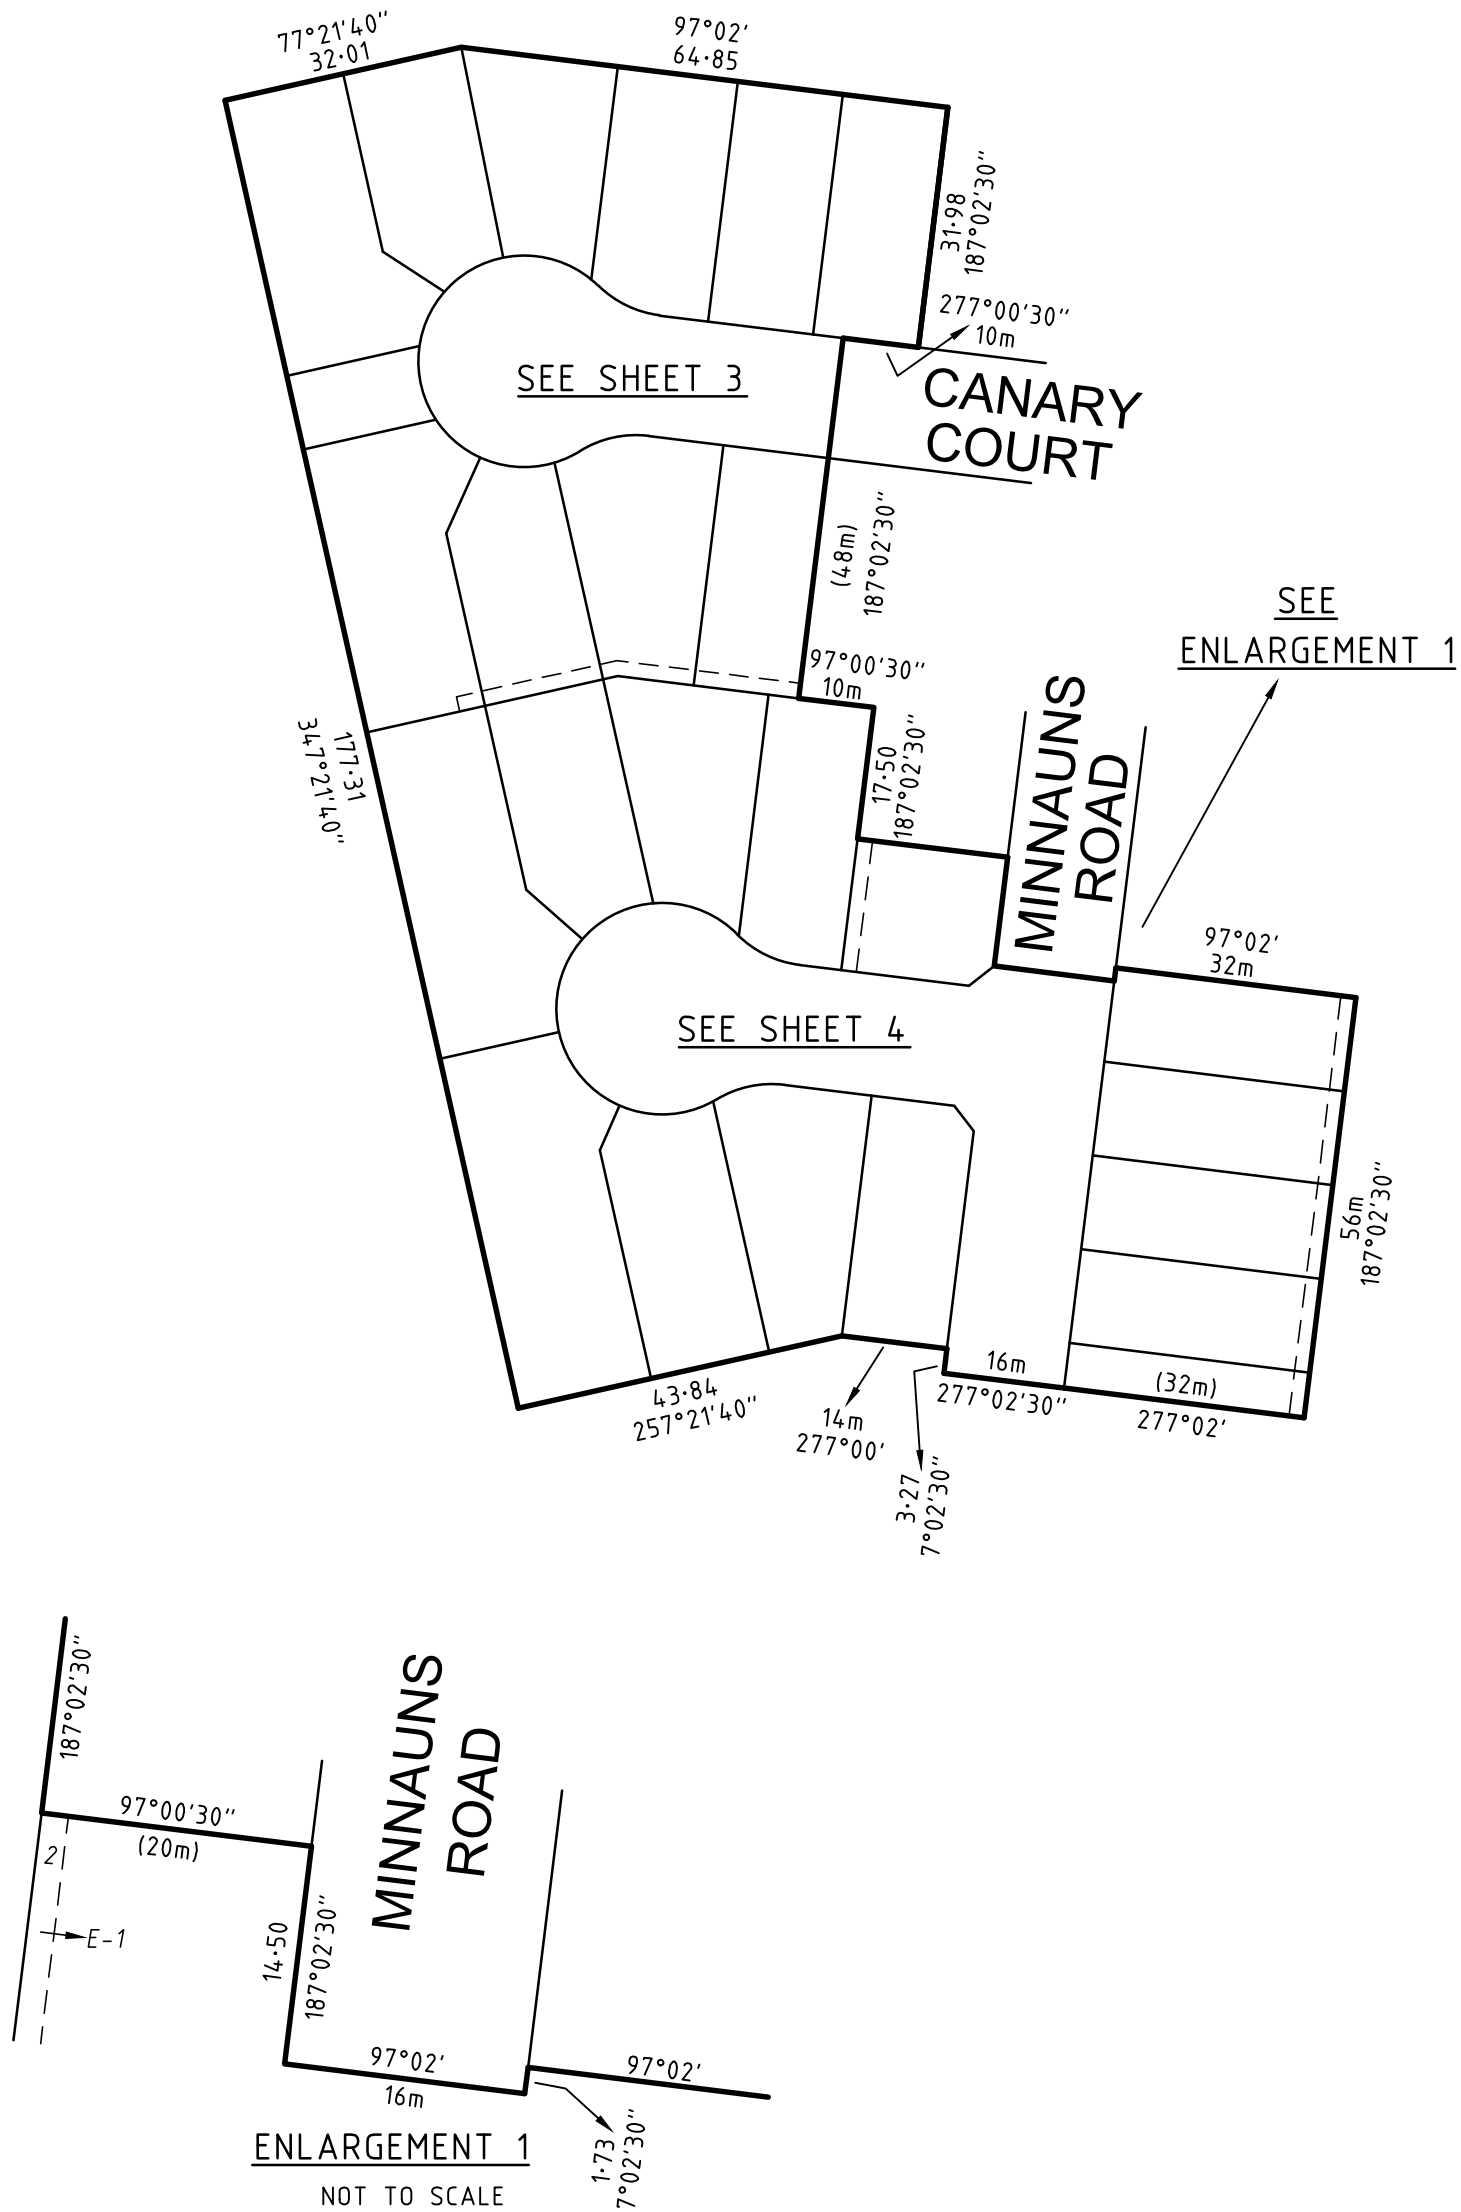 77°21'40"
32·01
97°02'
64·85
31·98
187°02'30"
277°00'30"
10m
SEE SHEET 3
CANARY
COURT
(48m)
187°02'30"
SEE
ENLARGEMENT 1
97°00'30"
10m
177·31
347°21'40"
17·50
187°02'30"
MINNAUNS
ROAD
97°02'
32m
SEE SHEET 4
56m
187°02'30"
16m
277°02'30"
(32m)
277°02'
43·84
257°21'40"
14m
277°00'
3·27
7°02'30"
187°02'30"
MINNAUNS
ROAD
97°00'30"
(20m)
2
E-1
14·50
187°02'30"
97°02'
16m
97°02'
1·73
7°02'30"
ENLARGEMENT 1
NOT TO SCALE